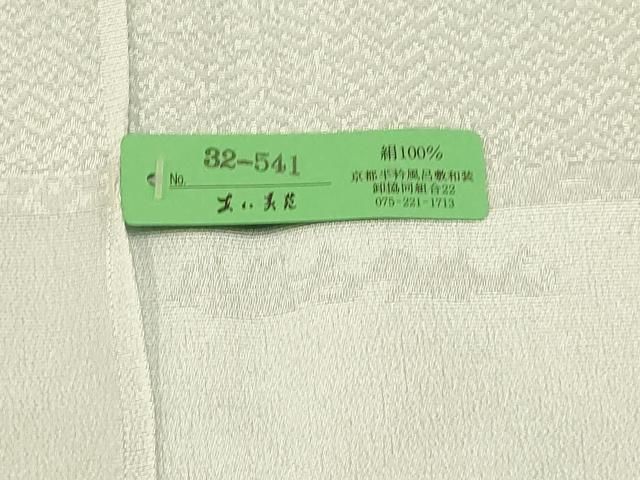 No. 32-541
絹100%
京都半衿風呂敷和装
卸協同組合22
075-221-1713